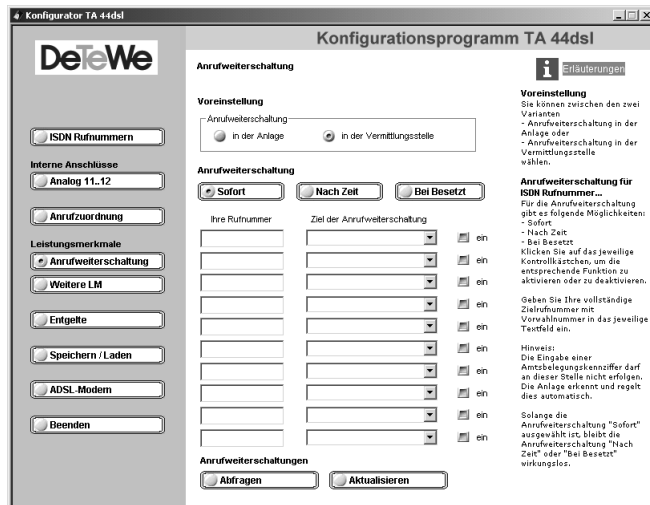 Konfigurator TA 44dsl
DeTeWe
Konfigurationsprogramm TA 44dsl
ISDN Rufnummern
Interne Anschlüsse
Analog 11..12
Anrufzuordnung
Leistungsmerkmale
Anrufweiterschaltung
Weitere LM
Entgelte
Speichern / Laden
ADSL-Modem
Beenden
Anrufweiterschaltung
Voreinstellung
Anrufweiterschaltung
in der Anlage
in der Vermittlungsstelle
Anrufweiterschaltung
Sofort
Nach Zeit
Bei Besetzt
Ihre Rufnummer
Ziel der Anrufweiterschaltung
ein
ein
ein
ein
ein
ein
ein
ein
ein
ein
Anrufweiterschaltungen
Abfragen
Aktualisieren
i
Erläuterungen
Voreinstellung
Sie können zwischen den zwei
Varianten
- Anrufweiterschaltung in der
Anlage oder
- Anrufweiterschaltung in der
Vermittlungsstelle
wählen.
Anrufweiterschaltung für
ISDN Rufnummer...
Für die Anrufweiterschaltung
gibt es folgende Möglichkeiten:
- Sofort
- Nach Zeit
- Bei Besetzt
Klicken Sie auf das jeweilige
Kontrollkästchen, um die
entsprechende Funktion zu
aktivieren oder zu deaktivieren.
Geben Sie Ihre vollständige
Zielrufnummer mit
Vorwahlnummer in das jeweilige
Textfeld ein.
Hinweis:
Die Eingabe einer
Amtsbelegungskennziffer darf
an dieser Stelle nicht erfolgen.
Die Anlage erkennt und regelt
dies automatisch.
Solange die
Anrufweiterschaltung "Sofort"
ausgewählt ist, bleibt die
Anrufweiterschaltung "Nach
Zeit" oder "Bei Besetzt"
wirkungslos.